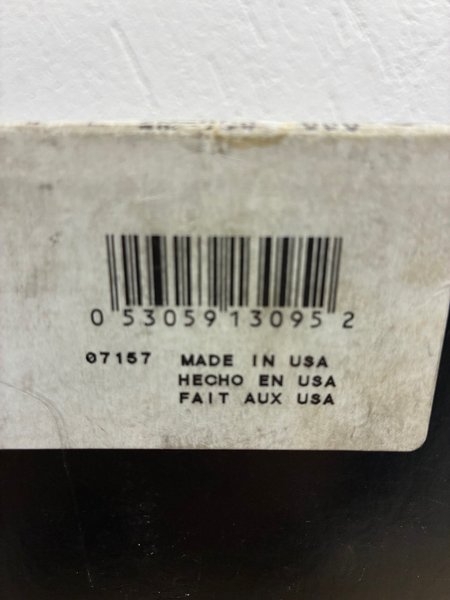 0 53059 13095 2
07157 MADE IN USA
HECHO EN USA
FAIT AUX USA